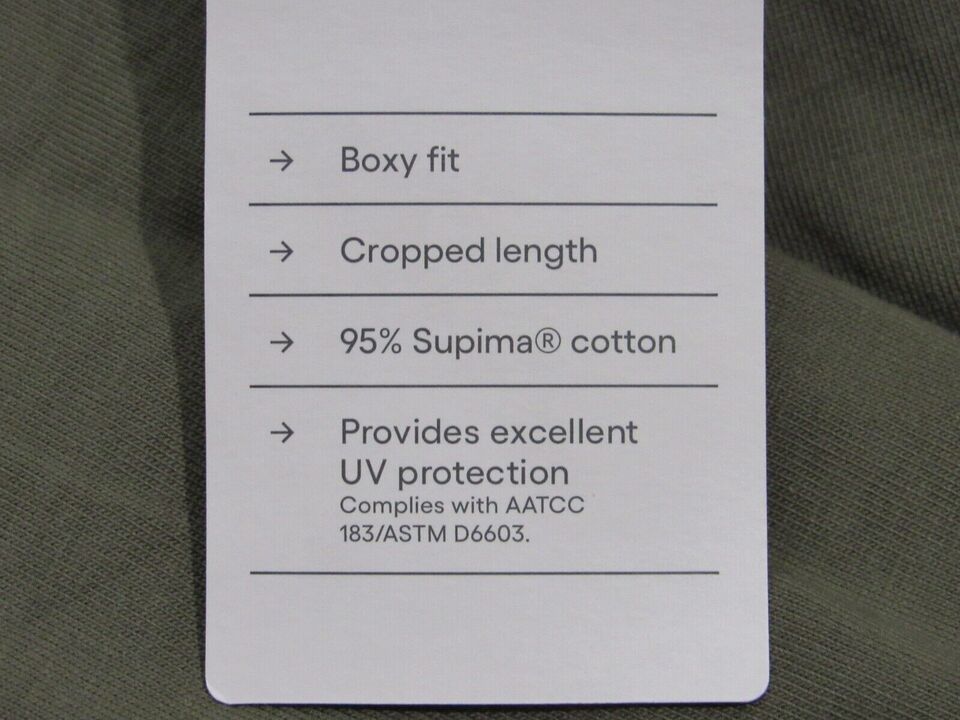 → Boxy fit
→ Cropped length
→ 95% Supima® cotton
→ Provides excellent
UV protection
Complies with AATCC
183/ASTM D6603.